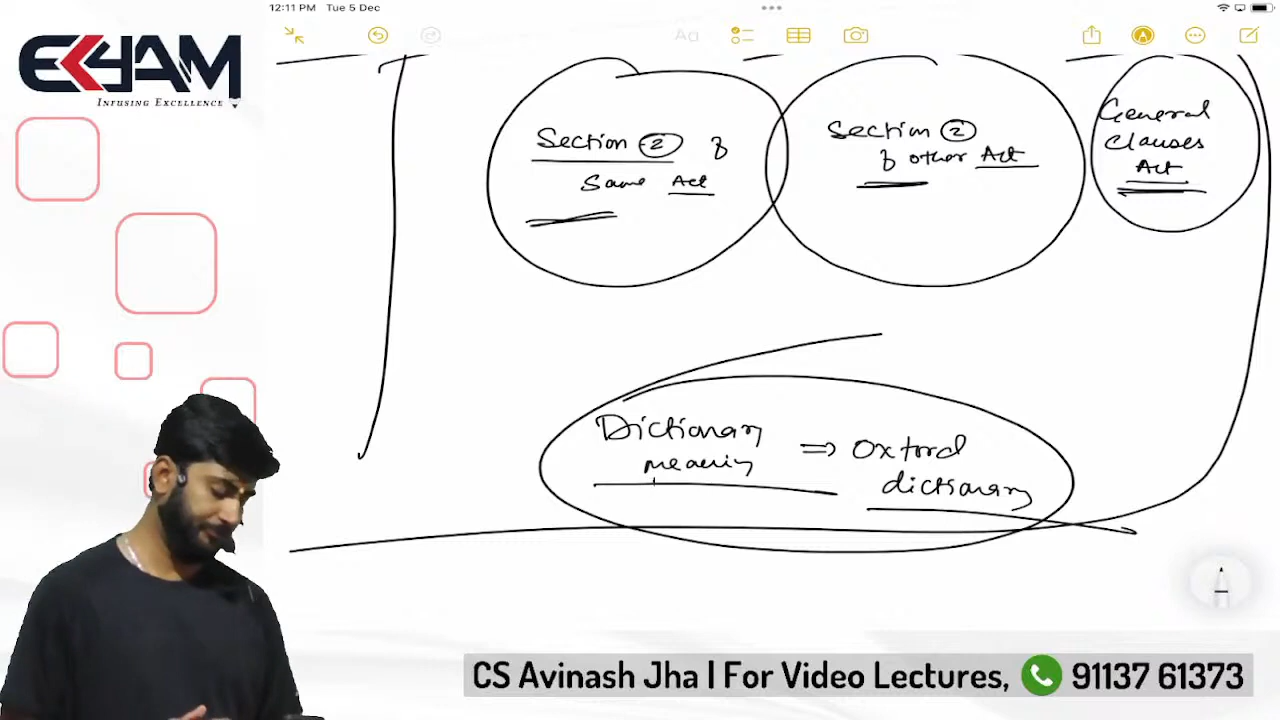 12:11 PM Tue 5 Dec
EKYAM
INFUSING EXCELLENCE
Aa
Section 2 of
Same Act
Section 2
of other Act
General
Clauses
Act
Dictionary
meaning
⇒ Oxford
dictionary
CS Avinash Jha | For Video Lectures, 91137 61373